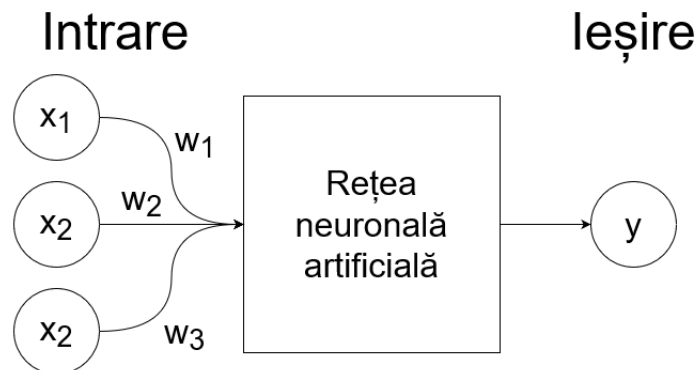 Intrare
Ieșire
x1
w1
x2
w2
x2
w3
Rețea
neuronală
artificială
y